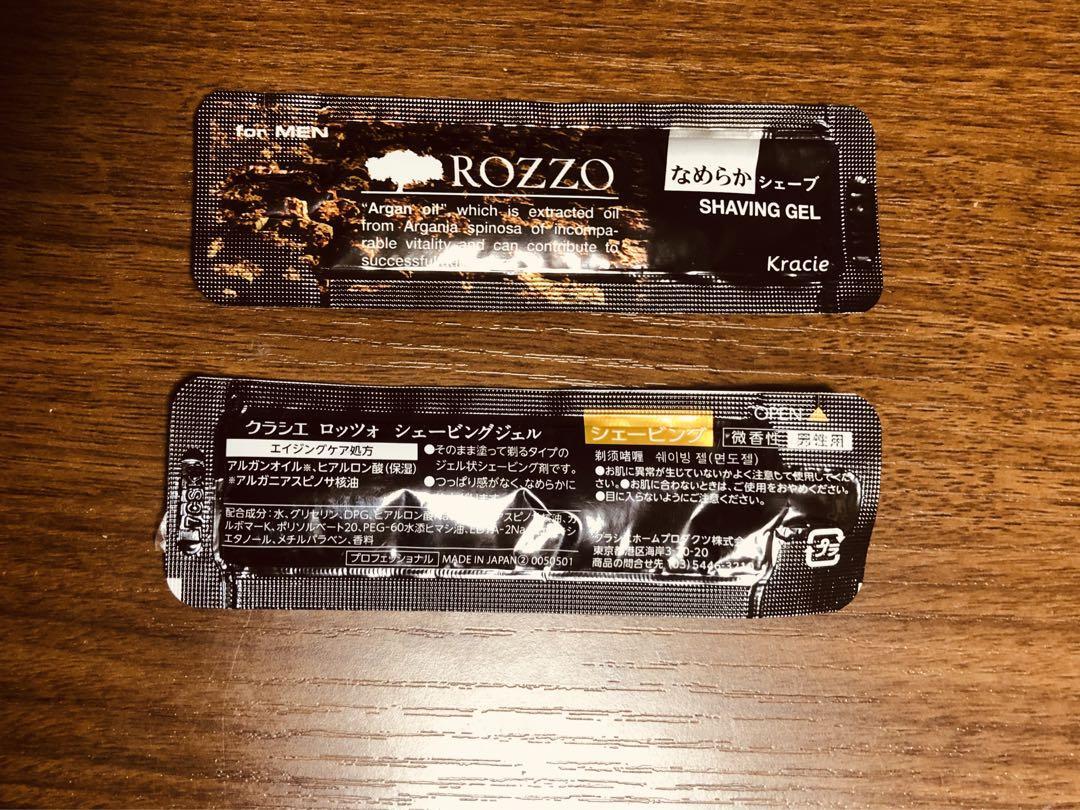 for MEN
ROZZO
"Argan oil", which is extracted oil
from Argania spinosa of incompa-
rable vitality and can contribute to
なめらか シェーブ
SHAVING GEL
Kracie
クラシエ ロッツォ シェービングジェル
エイジングケア処方
アルガンオイル※、ヒアルロン酸(保湿)
※アルガニアスピノサ核油
●そのまま塗って剃るタイプの
ジェル状シェービング剤です。
●つっぱり感がなく、なめらかに
配合成分:水、グリセリン、DPG、ヒアルロン酸
ルボマーK、ポリソルベート20、PEG-60水添ヒマシ油、
エタノール、メチルパラベン、香料
プロフェッショナル MADE IN JAPAN② 0050501
OPEN
シェービング 微香性 男性用
剃须啫喱 쉐이빙 젤(면도젤)
●お肌に異常が生じていないかよく注意して使用してくだ
さい。●お肌に合わないときは、ご使用をおやめください。
●目に入らないようにご注意ください。
クラシエホームプロダクツ株式会
東京都港区海岸3-20-20
商品の問合せ先 (03)5446-
プラ